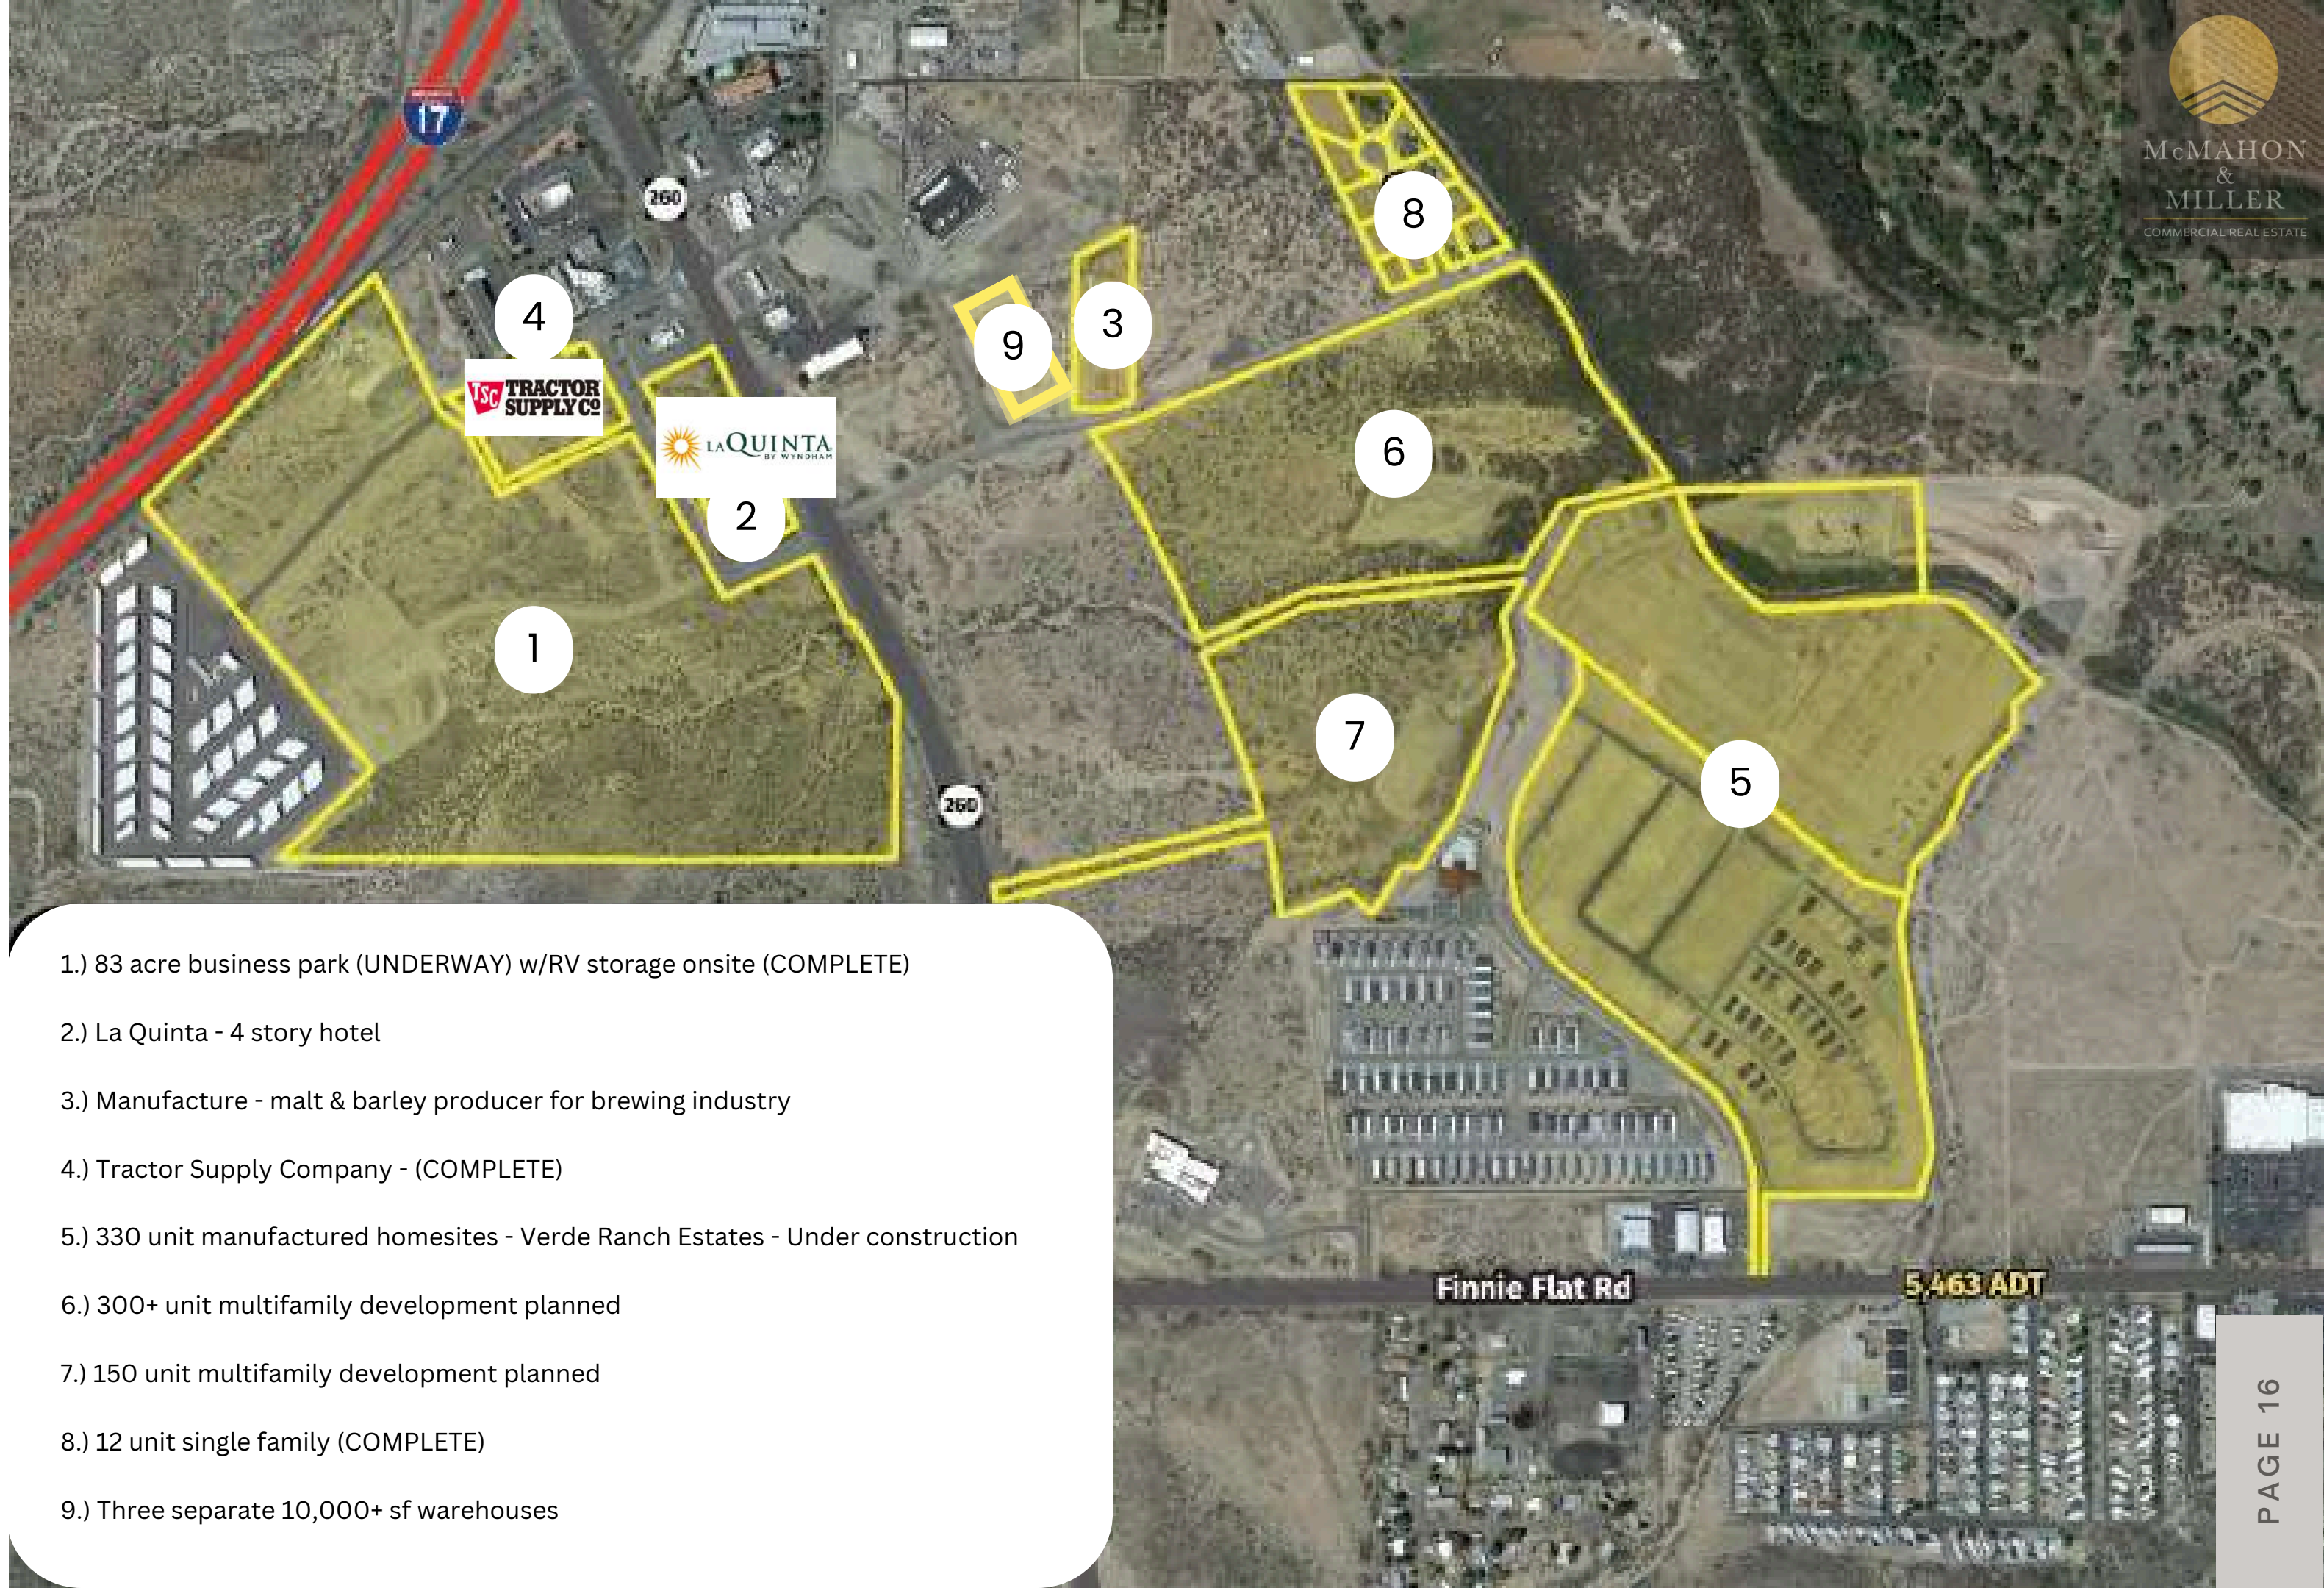 17
260
McMAHON
&
MILLER
COMMERCIAL REAL ESTATE
8
4
9
3
TSC TRACTOR
SUPPLY CO
LAQUINTA
BY WYNDHAM
6
2
1
7
5
260
1.) 83 acre business park (UNDERWAY) w/RV storage onsite (COMPLETE)
2.) La Quinta - 4 story hotel
3.) Manufacture - malt & barley producer for brewing industry
4.) Tractor Supply Company - (COMPLETE)
5.) 330 unit manufactured homesites - Verde Ranch Estates - Under construction
6.) 300+ unit multifamily development planned
7.) 150 unit multifamily development planned
8.) 12 unit single family (COMPLETE)
9.) Three separate 10,000+ sf warehouses
Finnie Flat Rd
5,463 ADT
PAGE 16